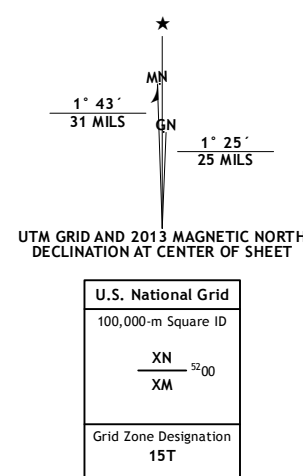 ★
MN
1° 43´
31 MILS
GN
1° 25´
25 MILS
UTM GRID AND 2013 MAGNETIC NORTH
DECLINATION AT CENTER OF SHEET
U.S. National Grid
100,000-m Square ID
XN
⁵²00
XM
Grid Zone Designation
15T